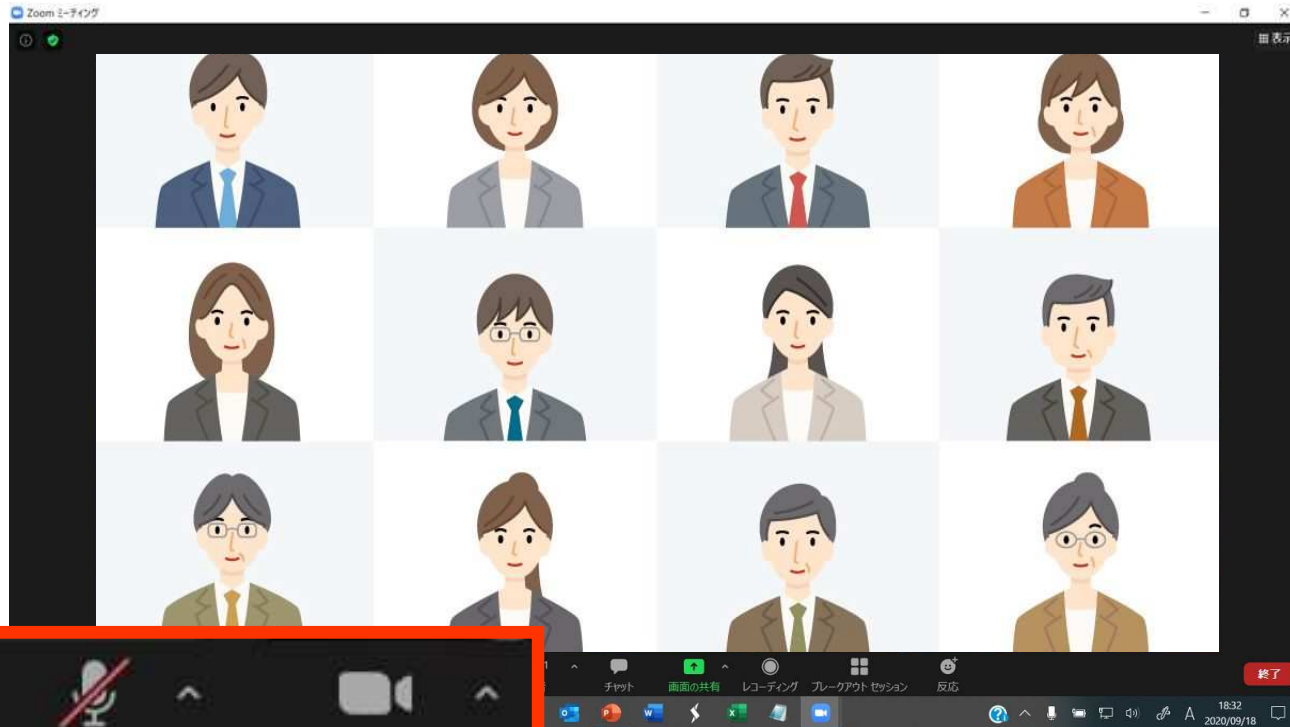 Zoom ミーティング
表示
1
チャット
画面の共有
レコーディング
ブレークアウト セッション
反応
終了
A
18:32
2020/09/18